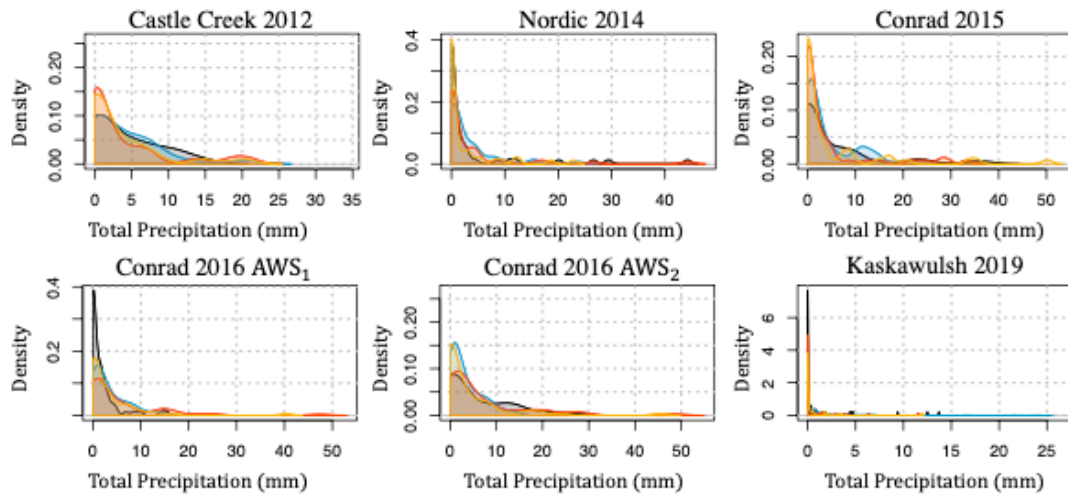 Castle Creek 2012
Density
0.00 0.10 0.20
0 5 10 15 20 25 30 35
Total Precipitation (mm)
Nordic 2014
Density
0.0 0.2 0.4
0 10 20 30 40
Total Precipitation (mm)
Conrad 2015
Density
0.00 0.10 0.20
0 10 20 30 40 50
Total Precipitation (mm)
Conrad 2016 AWS₁
Density
0.2 0.4
0 10 20 30 40 50
Total Precipitation (mm)
Conrad 2016 AWS₂
Density
0.00 0.10 0.20
0 10 20 30 40 50
Total Precipitation (mm)
Kaskawulsh 2019
Density
0 2 4 6
0 5 10 15 20 25
Total Precipitation (mm)